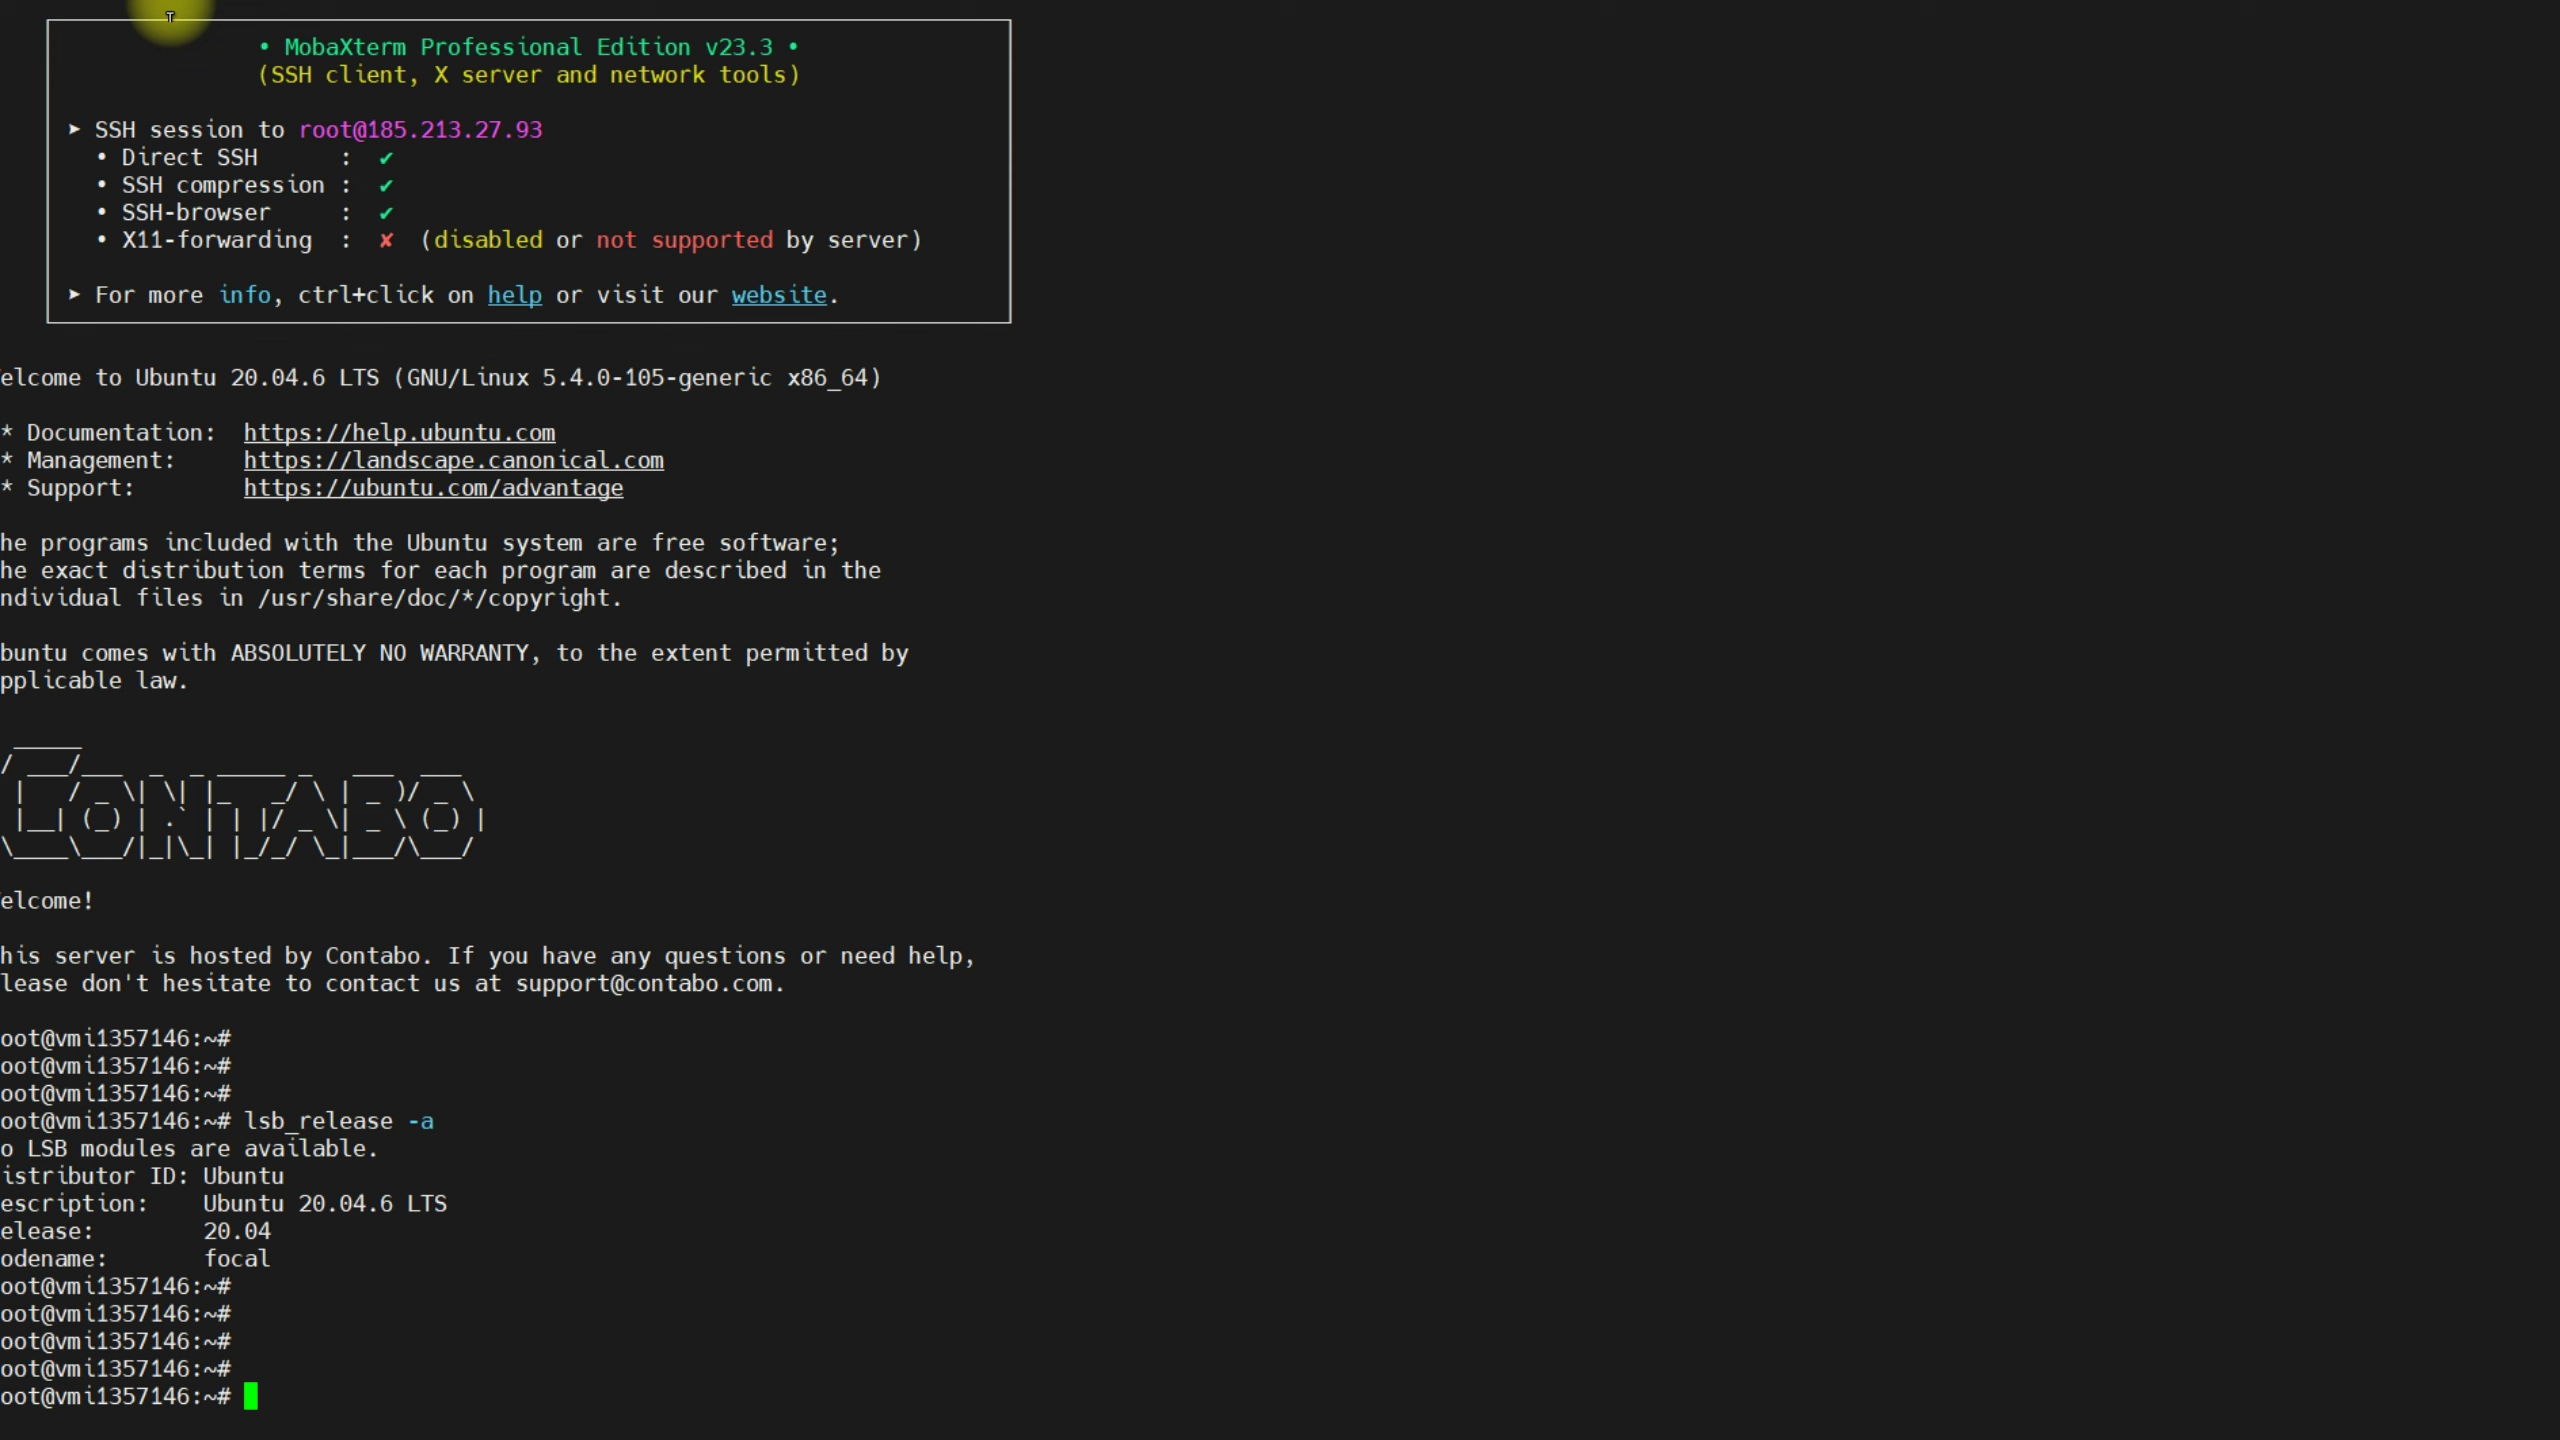 • MobaXterm Professional Edition v23.3 •
(SSH client, X server and network tools)
➤ SSH session to root@185.213.27.93
• Direct SSH : ✔
• SSH compression : ✔
• SSH-browser : ✔
• X11-forwarding : ✘ (disabled or not supported by server)
➤ For more info, ctrl+click on help or visit our website.
elcome to Ubuntu 20.04.6 LTS (GNU/Linux 5.4.0-105-generic x86_64)
* Documentation: https://help.ubuntu.com
* Management: https://landscape.canonical.com
* Support: https://ubuntu.com/advantage
he programs included with the Ubuntu system are free software;
he exact distribution terms for each program are described in the
ndividual files in /usr/share/doc/*/copyright.
buntu comes with ABSOLUTELY NO WARRANTY, to the extent permitted by
pplicable law.
CONTABO
elcome!
his server is hosted by Contabo. If you have any questions or need help,
lease don't hesitate to contact us at support@contabo.com.
oot@vmi1357146:~#
oot@vmi1357146:~#
oot@vmi1357146:~#
oot@vmi1357146:~# lsb_release -a
o LSB modules are available.
istributor ID: Ubuntu
escription: Ubuntu 20.04.6 LTS
elease: 20.04
odename: focal
oot@vmi1357146:~#
oot@vmi1357146:~#
oot@vmi1357146:~#
oot@vmi1357146:~#
oot@vmi1357146:~#